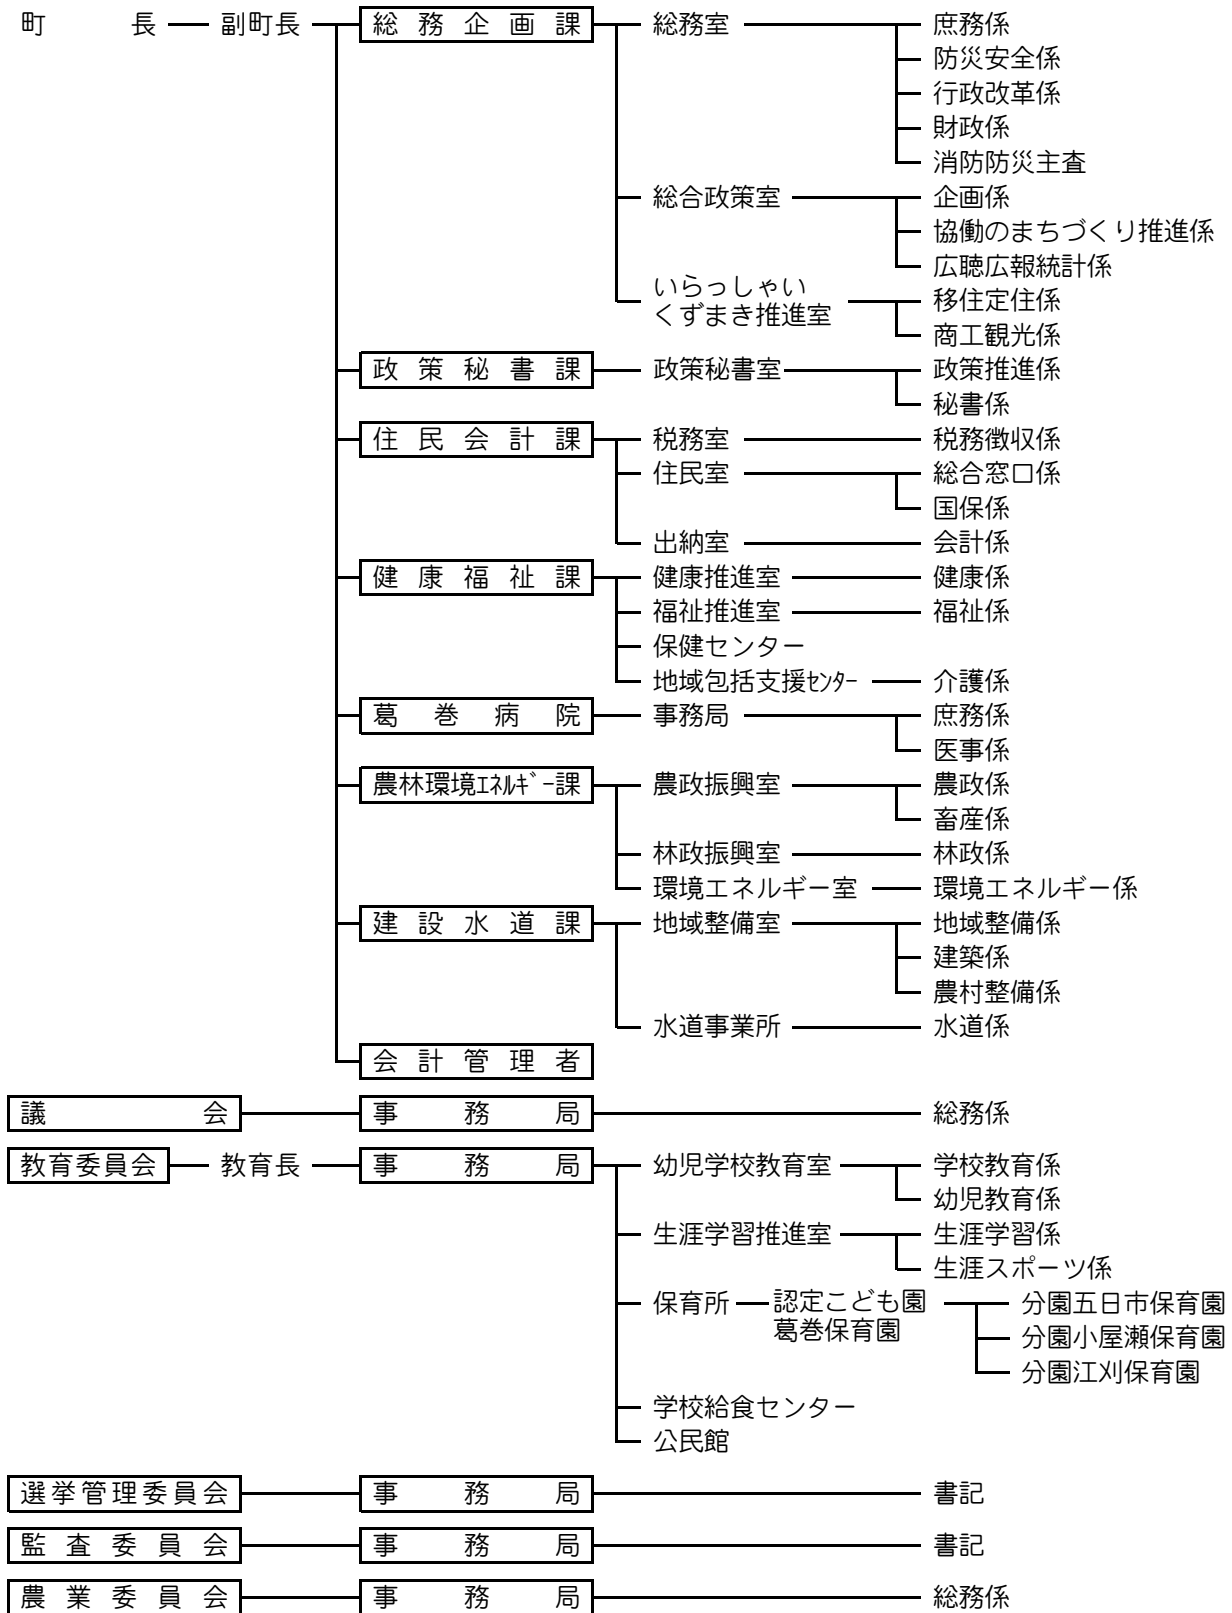 町長 副町長 総務企画課 総務室 庶務係
防災安全係
行政改革係
財政係
消防防災主査
総合政策室 企画係
協働のまちづくり推進係
広聴広報統計係
いらっしゃい
くずまき推進室 移住定住係
商工観光係
政策秘書課 政策秘書室 政策推進係
秘書係
住民会計課 税務室 税務徴収係
住民室 総合窓口係
国保係
出納室 会計係
健康福祉課 健康推進室 健康係
福祉推進室 福祉係
保健センター
地域包括支援ｾﾝﾀｰ 介護係
葛巻病院 事務局 庶務係
医事係
農林環境ｴﾈﾙｷﾞｰ課 農政振興室 農政係
畜産係
林政振興室 林政係
環境エネルギー室 環境エネルギー係
建設水道課 地域整備室 地域整備係
建築係
農村整備係
水道事業所 水道係
会計管理者
議会 事務局 総務係
教育委員会 教育長 事務局 幼児学校教育室 学校教育係
幼児教育係
生涯学習推進室 生涯学習係
生涯スポーツ係
保育所 認定こども園 分園五日市保育園
葛巻保育園 分園小屋瀬保育園
分園江刈保育園
学校給食センター
公民館
選挙管理委員会 事務局 書記
監査委員会 事務局 書記
農業委員会 事務局 総務係